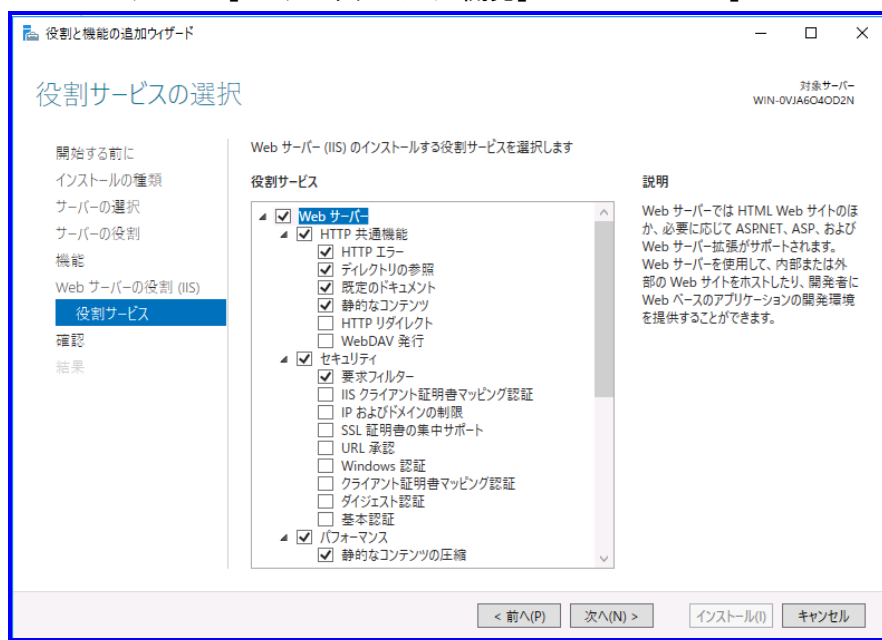 役割と機能の追加ウィザード
役割サービスの選択
対象サーバー
WIN-0VJA6O4OD2N
開始する前に
インストールの種類
サーバーの選択
サーバーの役割
機能
Web サーバーの役割 (IIS)
役割サービス
確認
結果
Web サーバー (IIS) のインストールする役割サービスを選択します
役割サービス
Web サーバー
HTTP 共通機能
HTTP エラー
ディレクトリの参照
既定のドキュメント
静的なコンテンツ
HTTP リダイレクト
WebDAV 発行
セキュリティ
要求フィルター
IIS クライアント証明書マッピング認証
IP およびドメインの制限
SSL 証明書の集中サポート
URL 承認
Windows 認証
クライアント証明書マッピング認証
ダイジェスト認証
基本認証
パフォーマンス
静的なコンテンツの圧縮
説明
Web サーバーでは HTML Web サイトのほ
か、必要に応じて ASP.NET、ASP、および
Web サーバー拡張がサポートされます。
Web サーバーを使用して、内部または外
部の Web サイトをホストしたり、開発者に
Web ベースのアプリケーションの開発環境
を提供することができます。
< 前へ(P)
次へ(N) >
インストール(I)
キャンセル